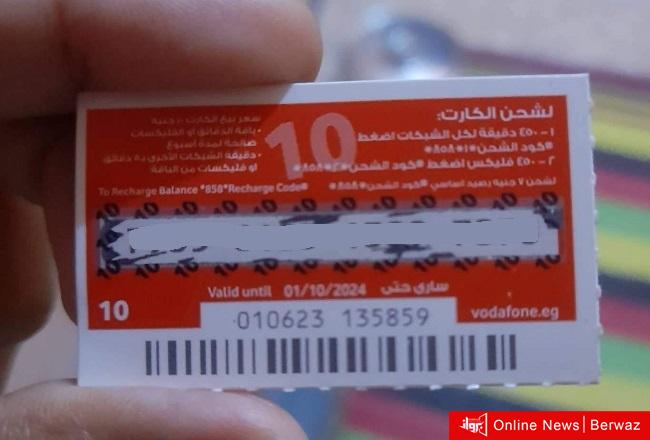 لشحن الكارت:
١- ٤٥٠ دقيقة لكل الشبكات اضغط
*٨٥٨*١*كود الشحن#
٢- ٤٥٠ فليكس اضغط *٨٥٨*٢*كود الشحن#
لشحن ٧ جنيه رصيد اساسي *٨٥٨*كود الشحن#
سعر بيع الكارت ١٠ جنيه
• باقة الدقائق أو الفليكسات
صالحة لمدة أسبوع
• دقيقة الشبكات الأخرى بـ٥ دقائق
أو فليكسات من الباقة
10
To Recharge Balance *858*Recharge Code#
Valid until 01/10/2024 ساري حتى
10
010623 135859
vodafone.eg
Online News | Berwaz برواز